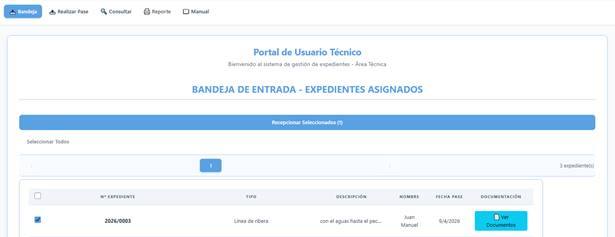 Bandeja Realizar Pase Consultar Reporte Manual
Portal de Usuario Técnico
Bienvenido al sistema de gestión de expedientes - Área Técnica
BANDEJA DE ENTRADA - EXPEDIENTES ASIGNADOS
Recepcionar Seleccionados (1)
Seleccionar Todos
1 3 expediente(s)
N° EXPEDIENTE TIPO DESCRIPCIÓN NOMBRE FECHA PASE DOCUMENTACIÓN
2026/0003 Linea de ribera con el aguas hasta el pec... Juan Manuel 9/4/2026 Ver Documentos